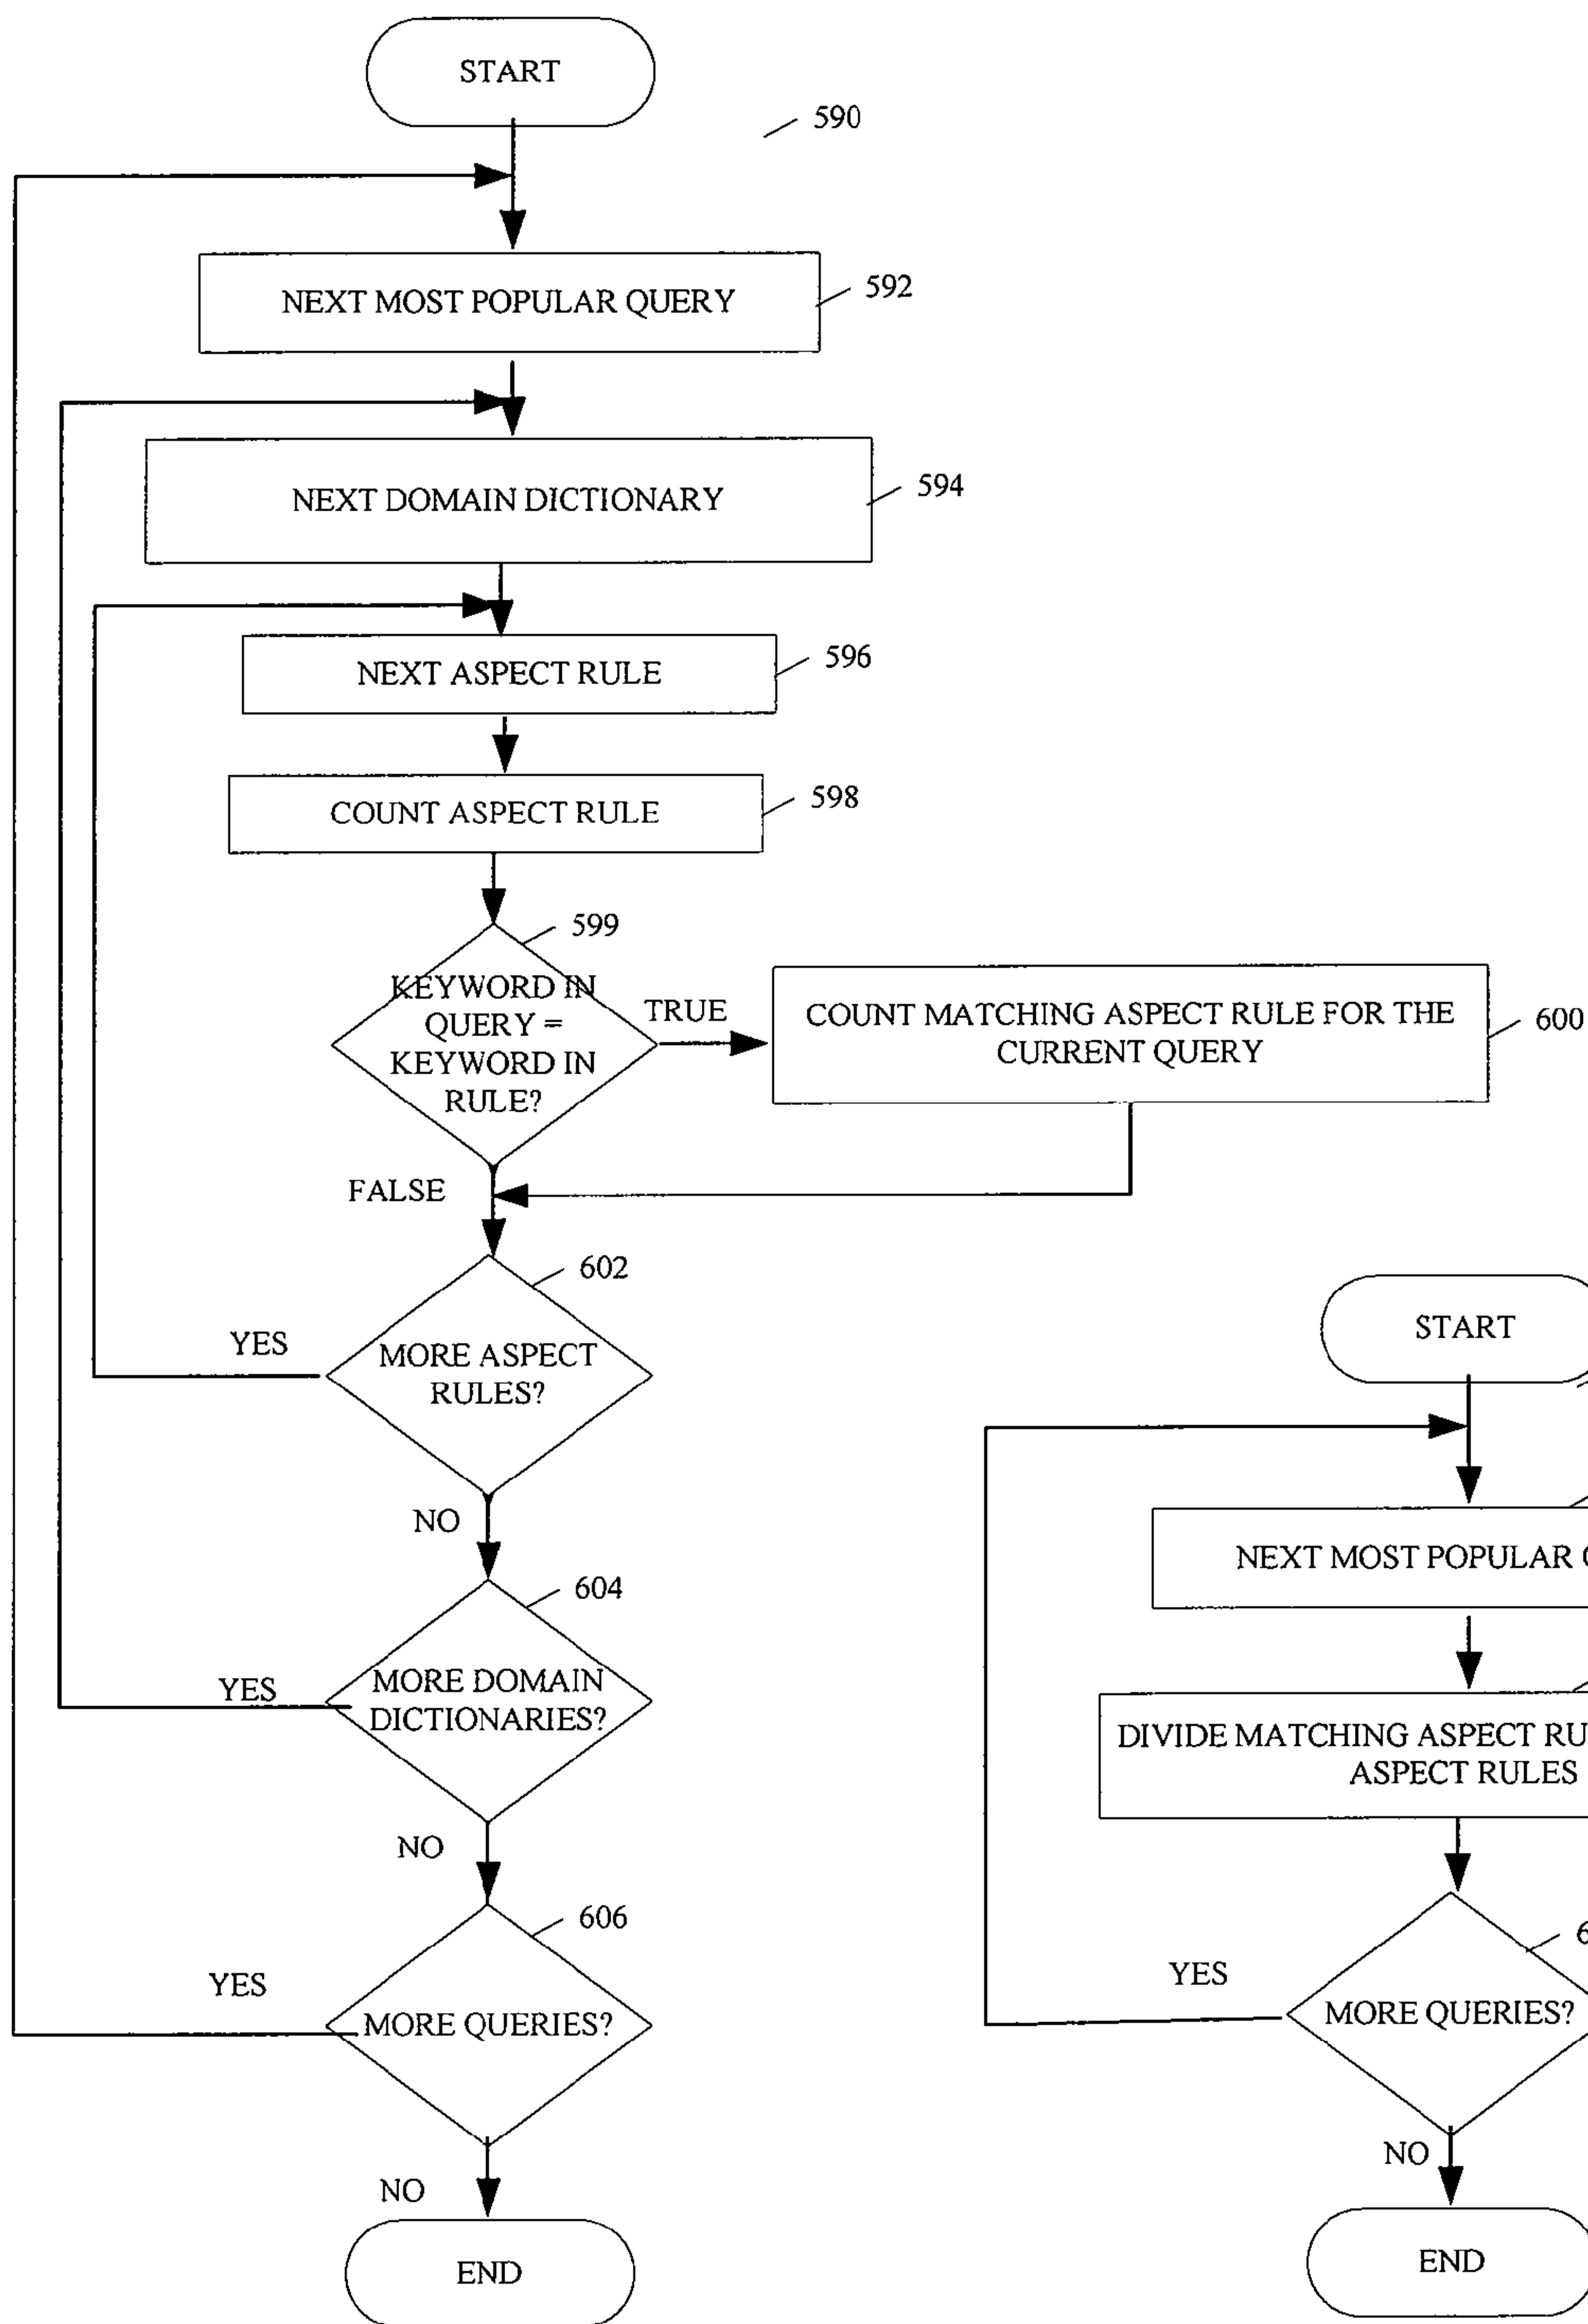 START
590
NEXT MOST POPULAR QUERY
592
NEXT DOMAIN DICTIONARY
594
NEXT ASPECT RULE
596
COUNT ASPECT RULE
598
599
KEYWORD IN
QUERY =
KEYWORD IN
RULE?
TRUE
COUNT MATCHING ASPECT RULE FOR THE
CURRENT QUERY
600
FALSE
602
MORE ASPECT
RULES?
YES
NO
604
MORE DOMAIN
DICTIONARIES?
YES
NO
606
MORE QUERIES?
YES
NO
END
START
NEXT MOST POPULAR
DIVIDE MATCHING ASPECT
ASPECT RULES
MORE QUERIES?
YES
NO
END